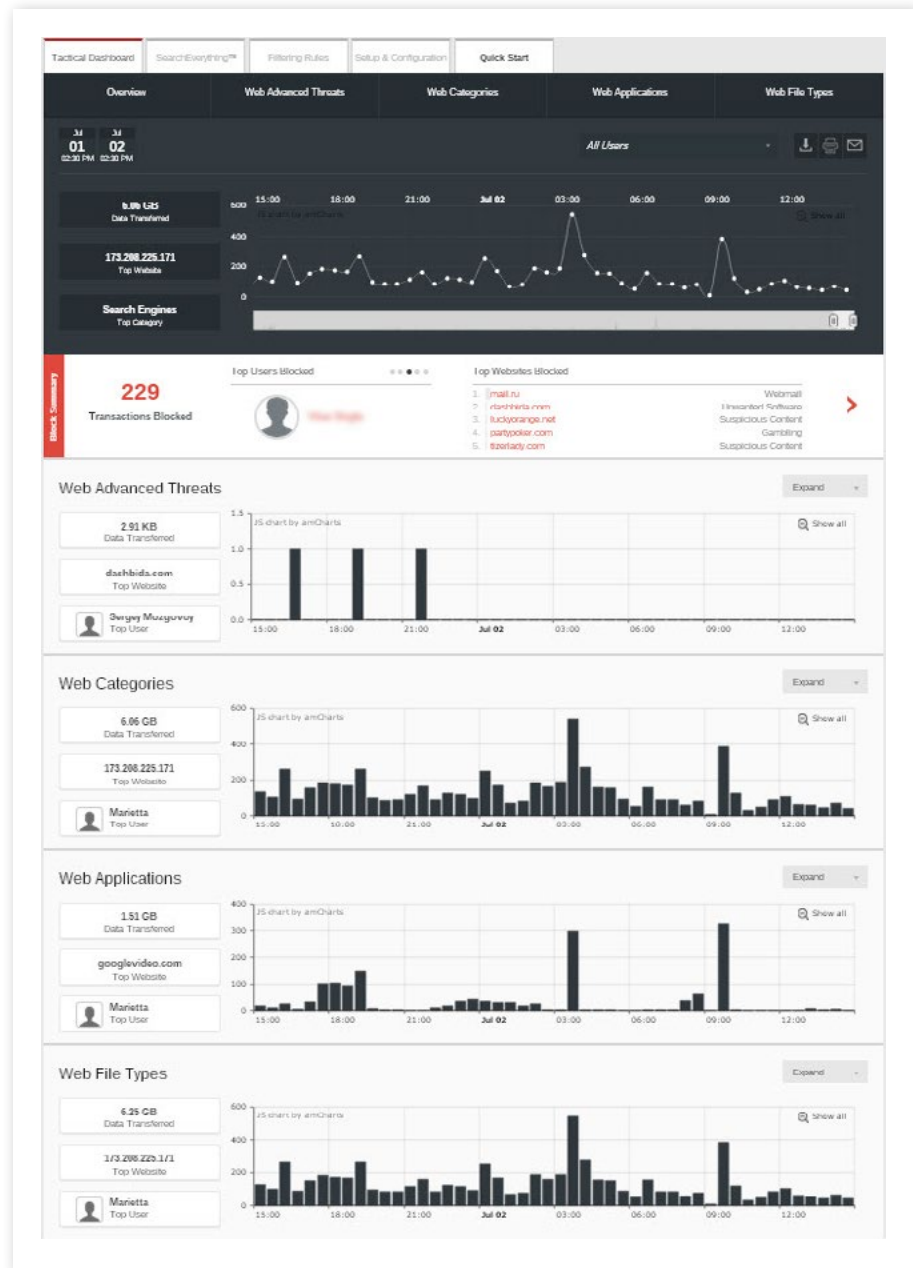 Tactical Dashboard
SearchEverything™
Filtering Rules
Setup & Configuration
Quick Start
Overview
Web Advanced Threats
Web Categories
Web Applications
Web File Types
Jul Jul
01 02
02:30 PM 02:30 PM
All Users
6.06 GB
Data Transferred
173.208.225.171
Top Website
Search Engines
Top Category
600
400
200
0
15:00 18:00 21:00 Jul 02 03:00 06:00 09:00 12:00
JS chart by amCharts
Show all
Block Summary
229
Transactions Blocked
Top Users Blocked
Top Websites Blocked
1. mail.ru Webmail
2. dashbida.com Unwanted Software
3. luckyorange.net Suspicious Content
4. partypoker.com Gambling
5. tizerlady.com Suspicious Content
Web Advanced Threats
Expand
2.91 KB
Data Transferred
dashbida.com
Top Website
Sergey Mozgovoy
Top User
1.5
1.0
0.5
0.0
JS chart by amCharts
Show all
15:00 18:00 21:00 Jul 02 03:00 06:00 09:00 12:00
Web Categories
Expand
6.06 GB
Data Transferred
173.208.225.171
Top Website
Marietta
Top User
600
400
200
0
JS chart by amCharts
Show all
15:00 18:00 21:00 Jul 02 03:00 06:00 09:00 12:00
Web Applications
Expand
1.51 GB
Data Transferred
googlevideo.com
Top Website
Marietta
Top User
400
300
200
100
0
JS chart by amCharts
Show all
15:00 18:00 21:00 Jul 02 03:00 06:00 09:00 12:00
Web File Types
Expand
6.25 GB
Data Transferred
173.208.225.171
Top Website
Marietta
Top User
600
400
200
0
JS chart by amCharts
Show all
15:00 18:00 21:00 Jul 02 03:00 06:00 09:00 12:00